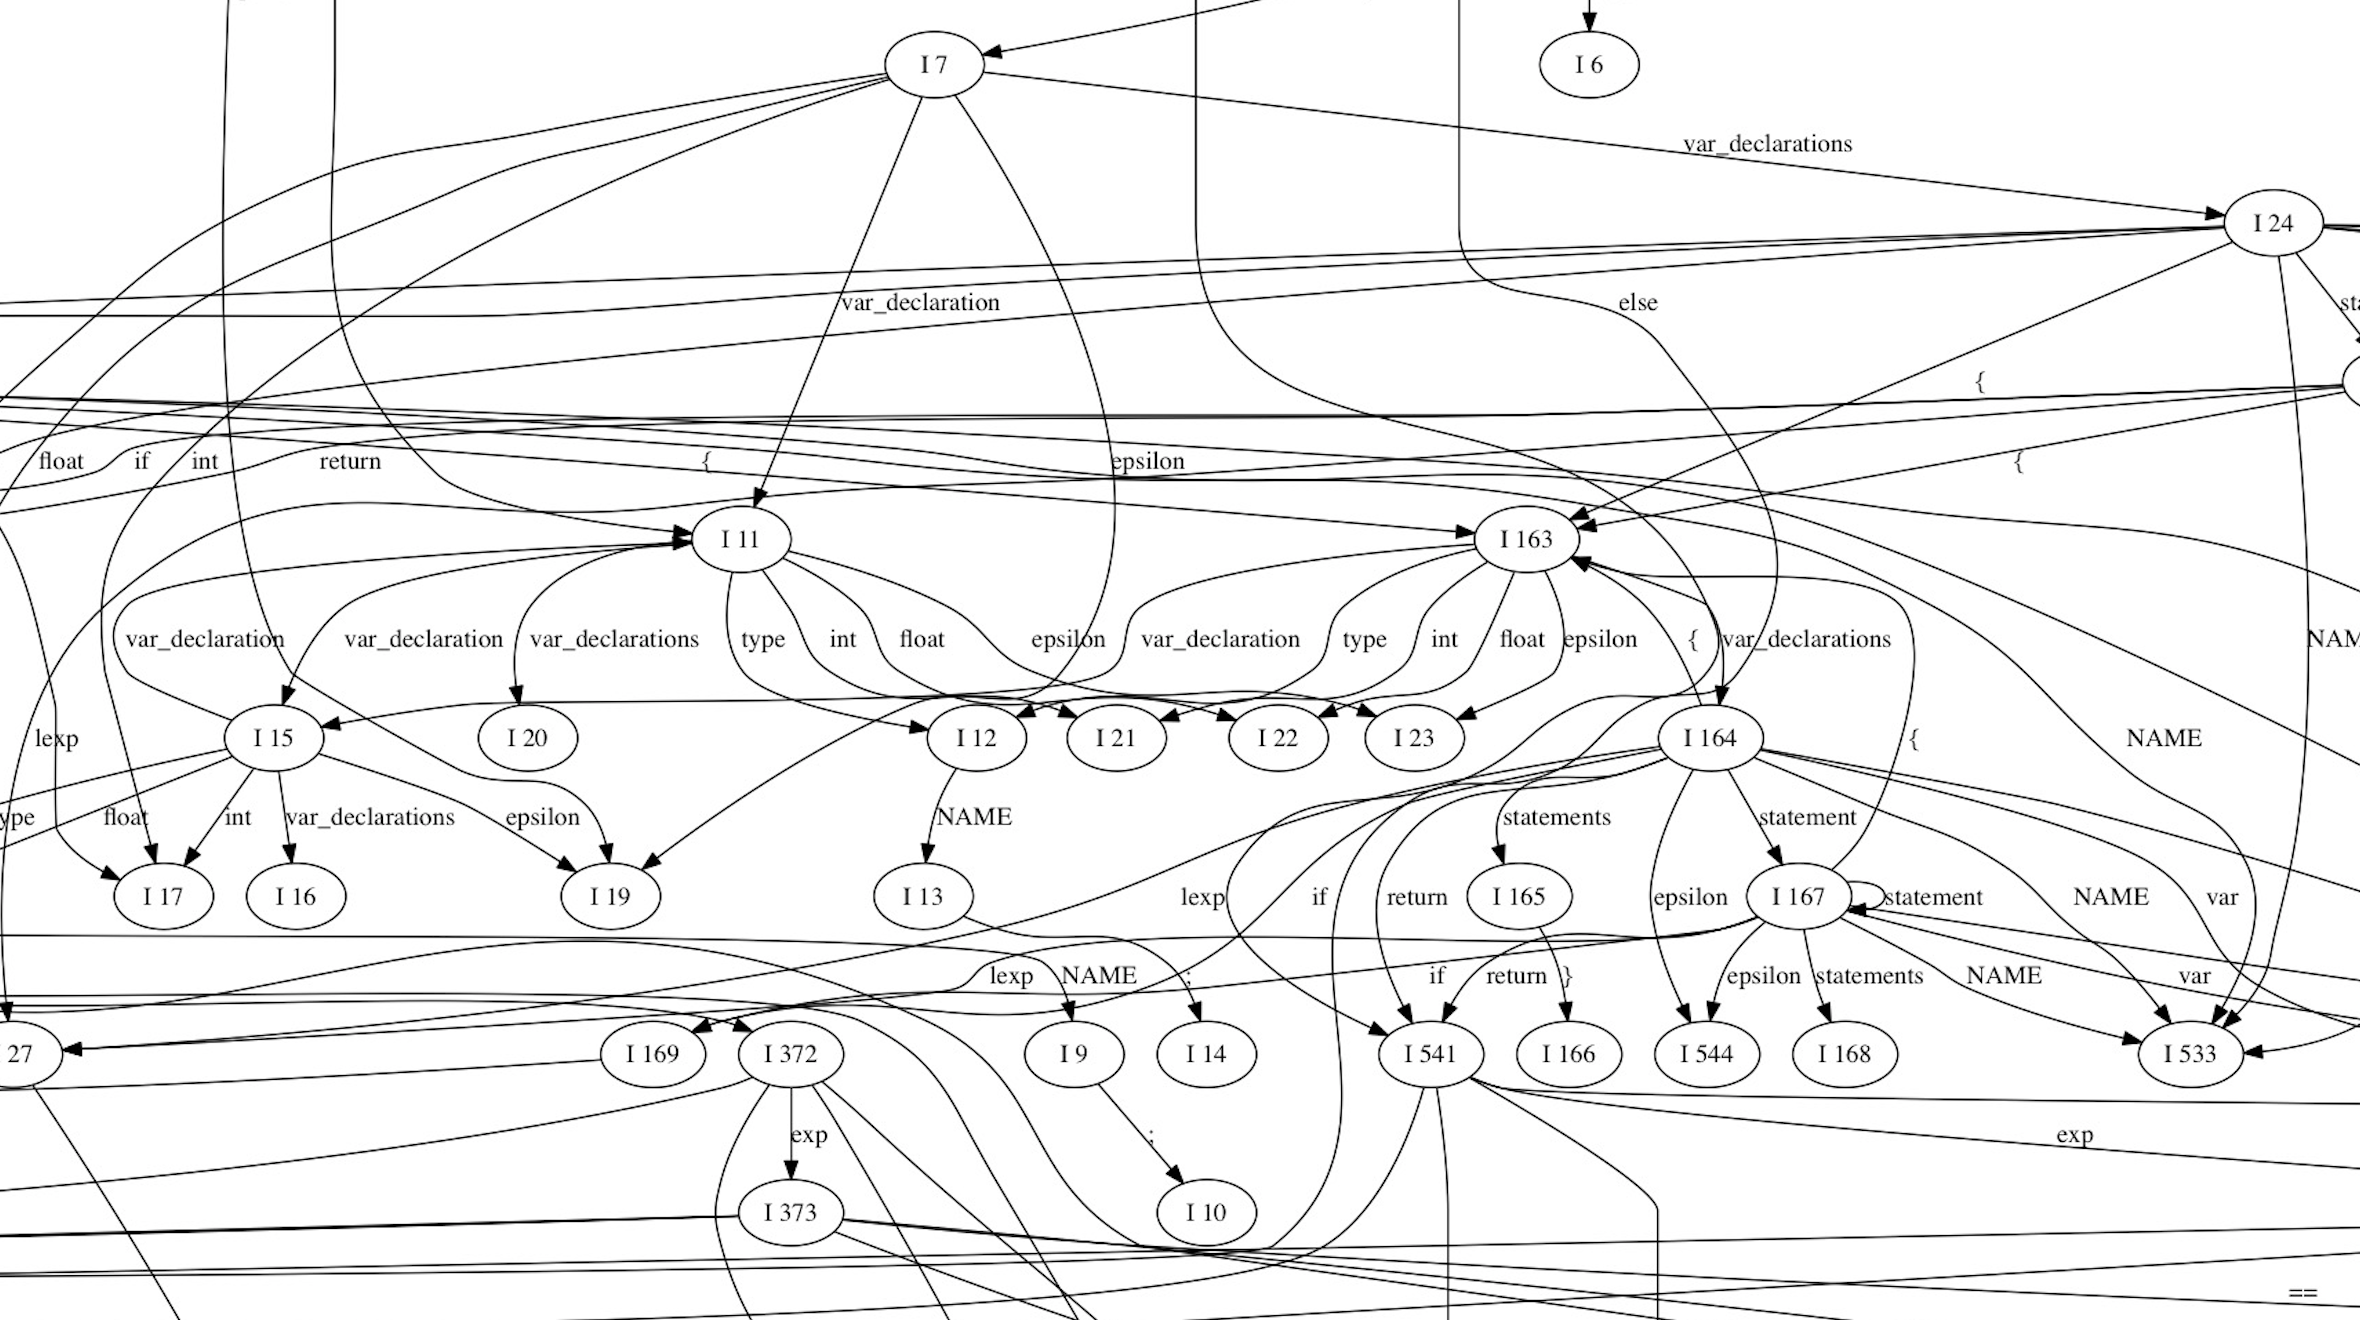 I 7
I 6
var_declarations
I 24
var_declaration
else
{
float
if
int
return
{
epsilon
{
I 11
I 163
var_declaration
var_declaration
var_declarations
type
int
float
epsilon
var_declaration
type
int
float
epsilon
{
var_declarations
lexp
I 15
I 20
I 12
I 21
I 22
I 23
I 164
{
NAME
float
int
var_declarations
epsilon
NAME
statements
statement
I 17
I 16
I 19
I 13
lexp
if
return
I 165
epsilon
I 167
statement
NAME
var
lexp
NAME
;
if
return
}
epsilon
statements
NAME
var
27
I 169
I 372
I 9
I 14
I 541
I 166
I 544
I 168
I 533
exp
;
exp
I 373
I 10
==